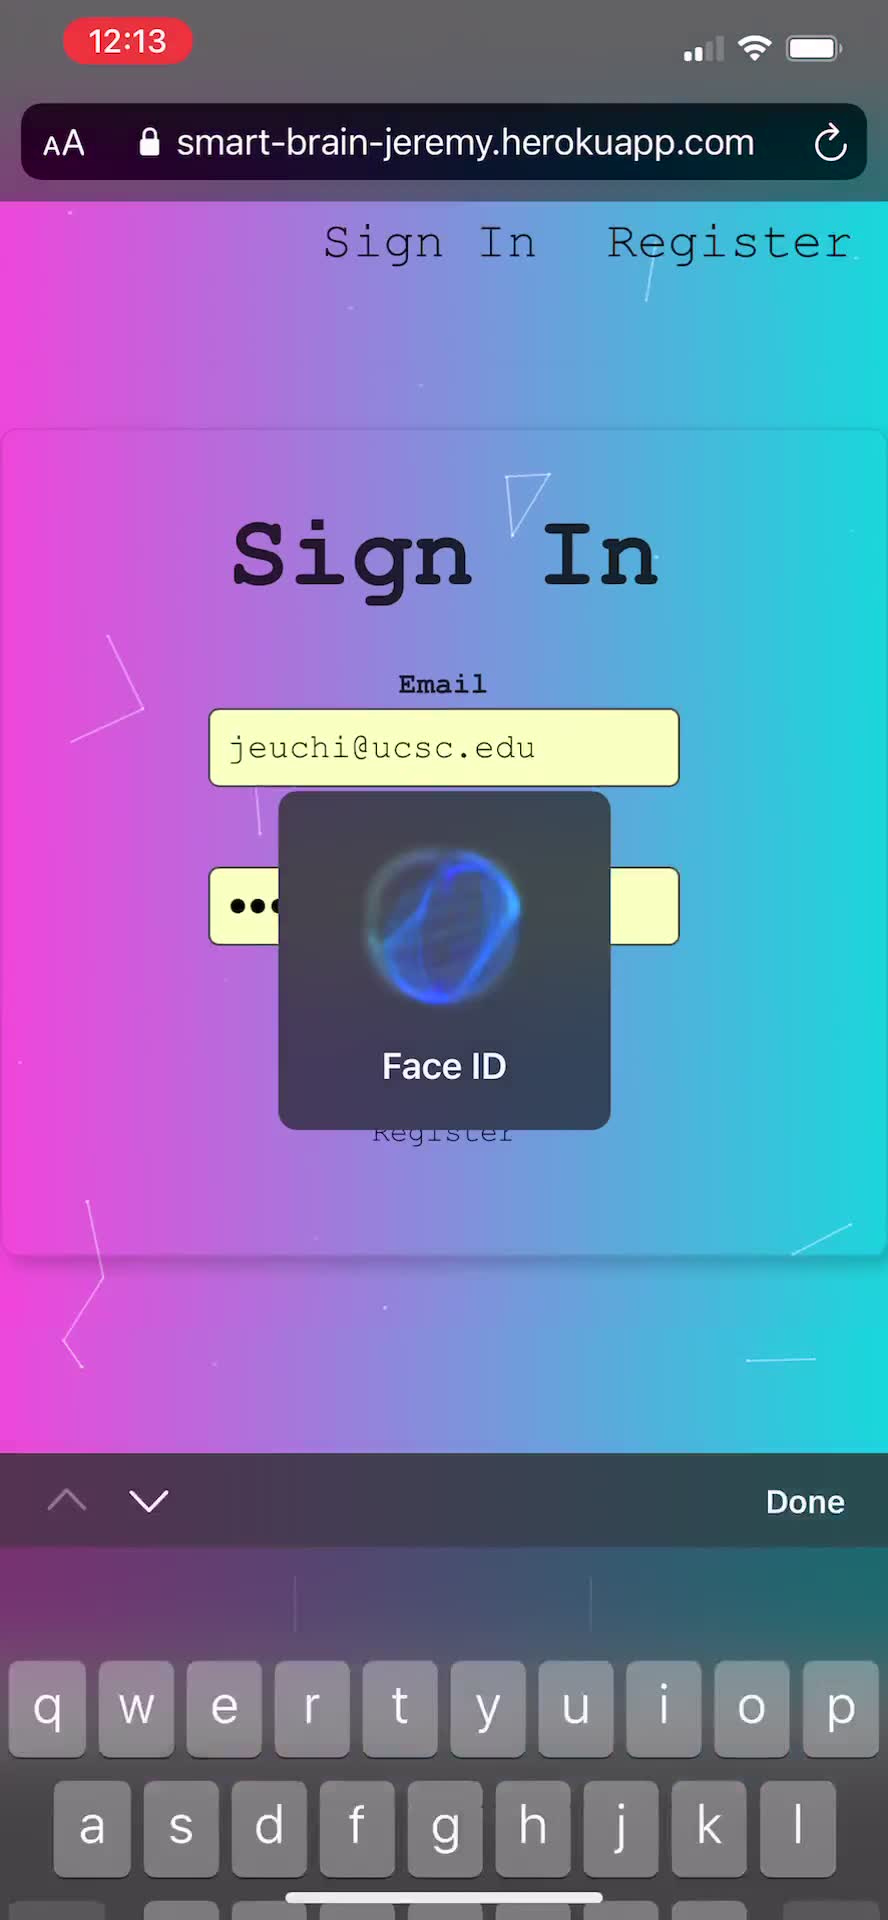 12:13
AA smart-brain-jeremy.herokuapp.com
Sign In Register
Sign In
Email
jeuchi@ucsc.edu
Face ID
Register
Done
q w e r t y u i o p
a s d f g h j k l